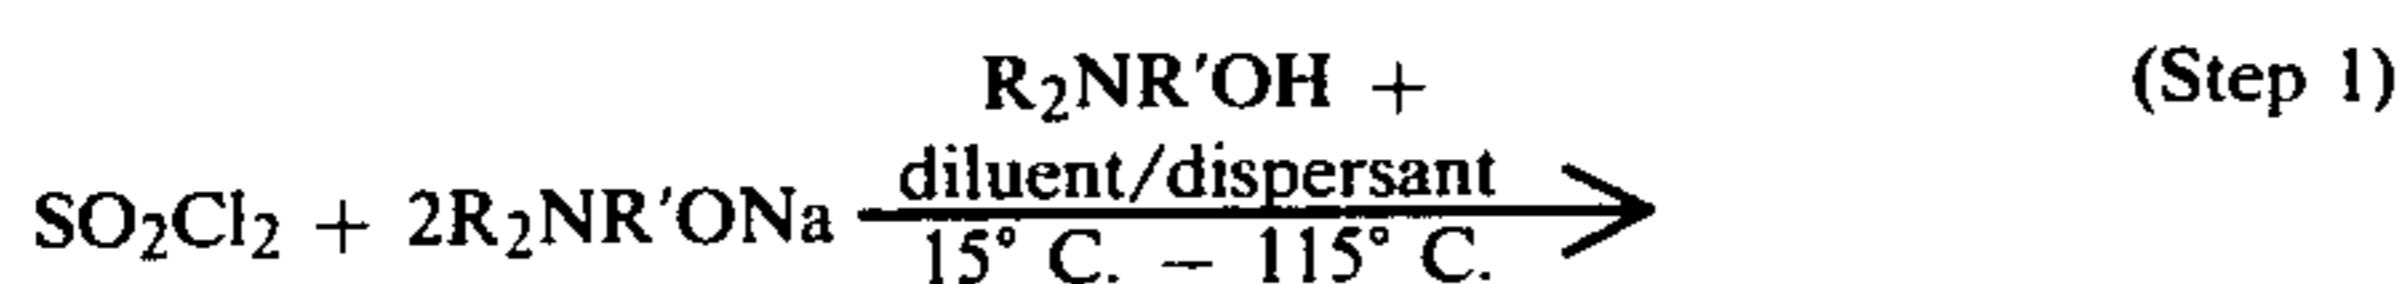 R₂NR′OH + (Step 1)
diluent/dispersant
SO₂Cl₂ + 2R₂NR′ONa
15° C. – 115° C.